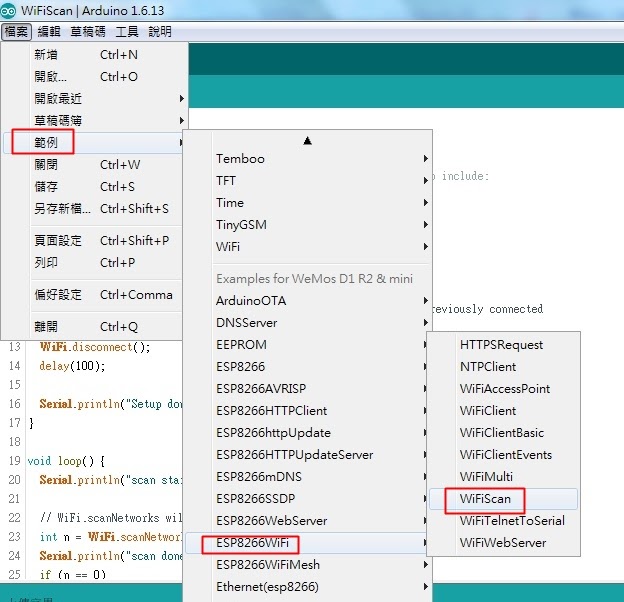 WiFiScan | Arduino 1.6.13
檔案 編輯 草稿碼 工具 說明
新增 Ctrl+N
開啟... Ctrl+O
開啟最近
草稿碼簿
範例
關閉 Ctrl+W
儲存 Ctrl+S
另存新檔... Ctrl+Shift+S
頁面設定 Ctrl+Shift+P
列印 Ctrl+P
偏好設定 Ctrl+Comma
離開 Ctrl+Q
Temboo
TFT
Time
TinyGSM
WiFi
Examples for WeMos D1 R2 & mini
ArduinoOTA
DNSServer
EEPROM
ESP8266
ESP8266AVRISP
ESP8266HTTPClient
ESP8266httpUpdate
ESP8266HTTPUpdateServer
ESP8266mDNS
ESP8266SSDP
ESP8266WebServer
ESP8266WiFi
ESP8266WiFiMesh
Ethernet(esp8266)
HTTPSRequest
NTPClient
WiFiAccessPoint
WiFiClient
WiFiClientBasic
WiFiClientEvents
WiFiMulti
WiFiScan
WiFiTelnetToSerial
WiFiWebServer
include:
reviously connected
13 WiFi.disconnect();
14 delay(100);
15
16 Serial.println("Setup don
17 }
18
19 void loop() {
20 Serial.println("scan sta
21
22 // WiFi.scanNetworks wil
23 int n = WiFi.scanNetwor
24 Serial.println("scan done
25 if (n == 0)